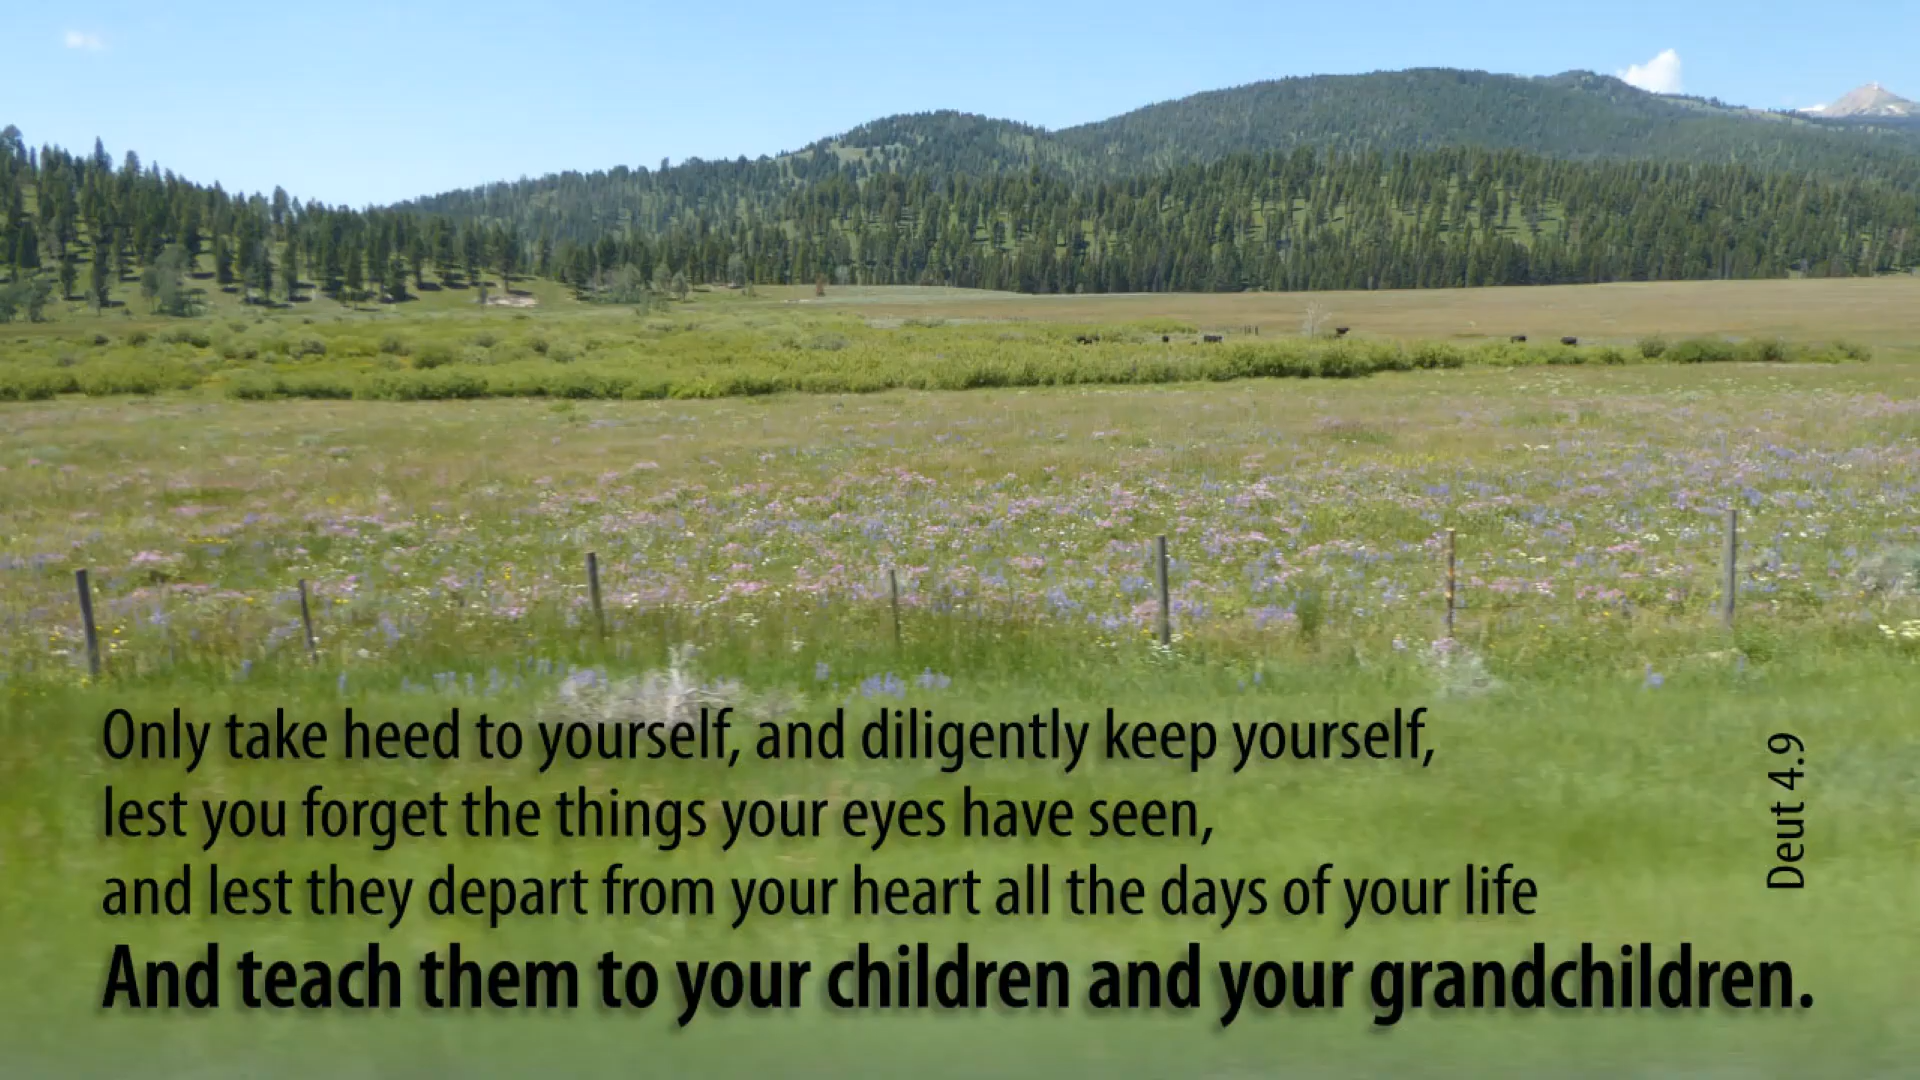 Only take heed to yourself, and diligently keep yourself,
lest you forget the things your eyes have seen,
and lest they depart from your heart all the days of your life
And teach them to your children and your grandchildren.
Deut 4.9